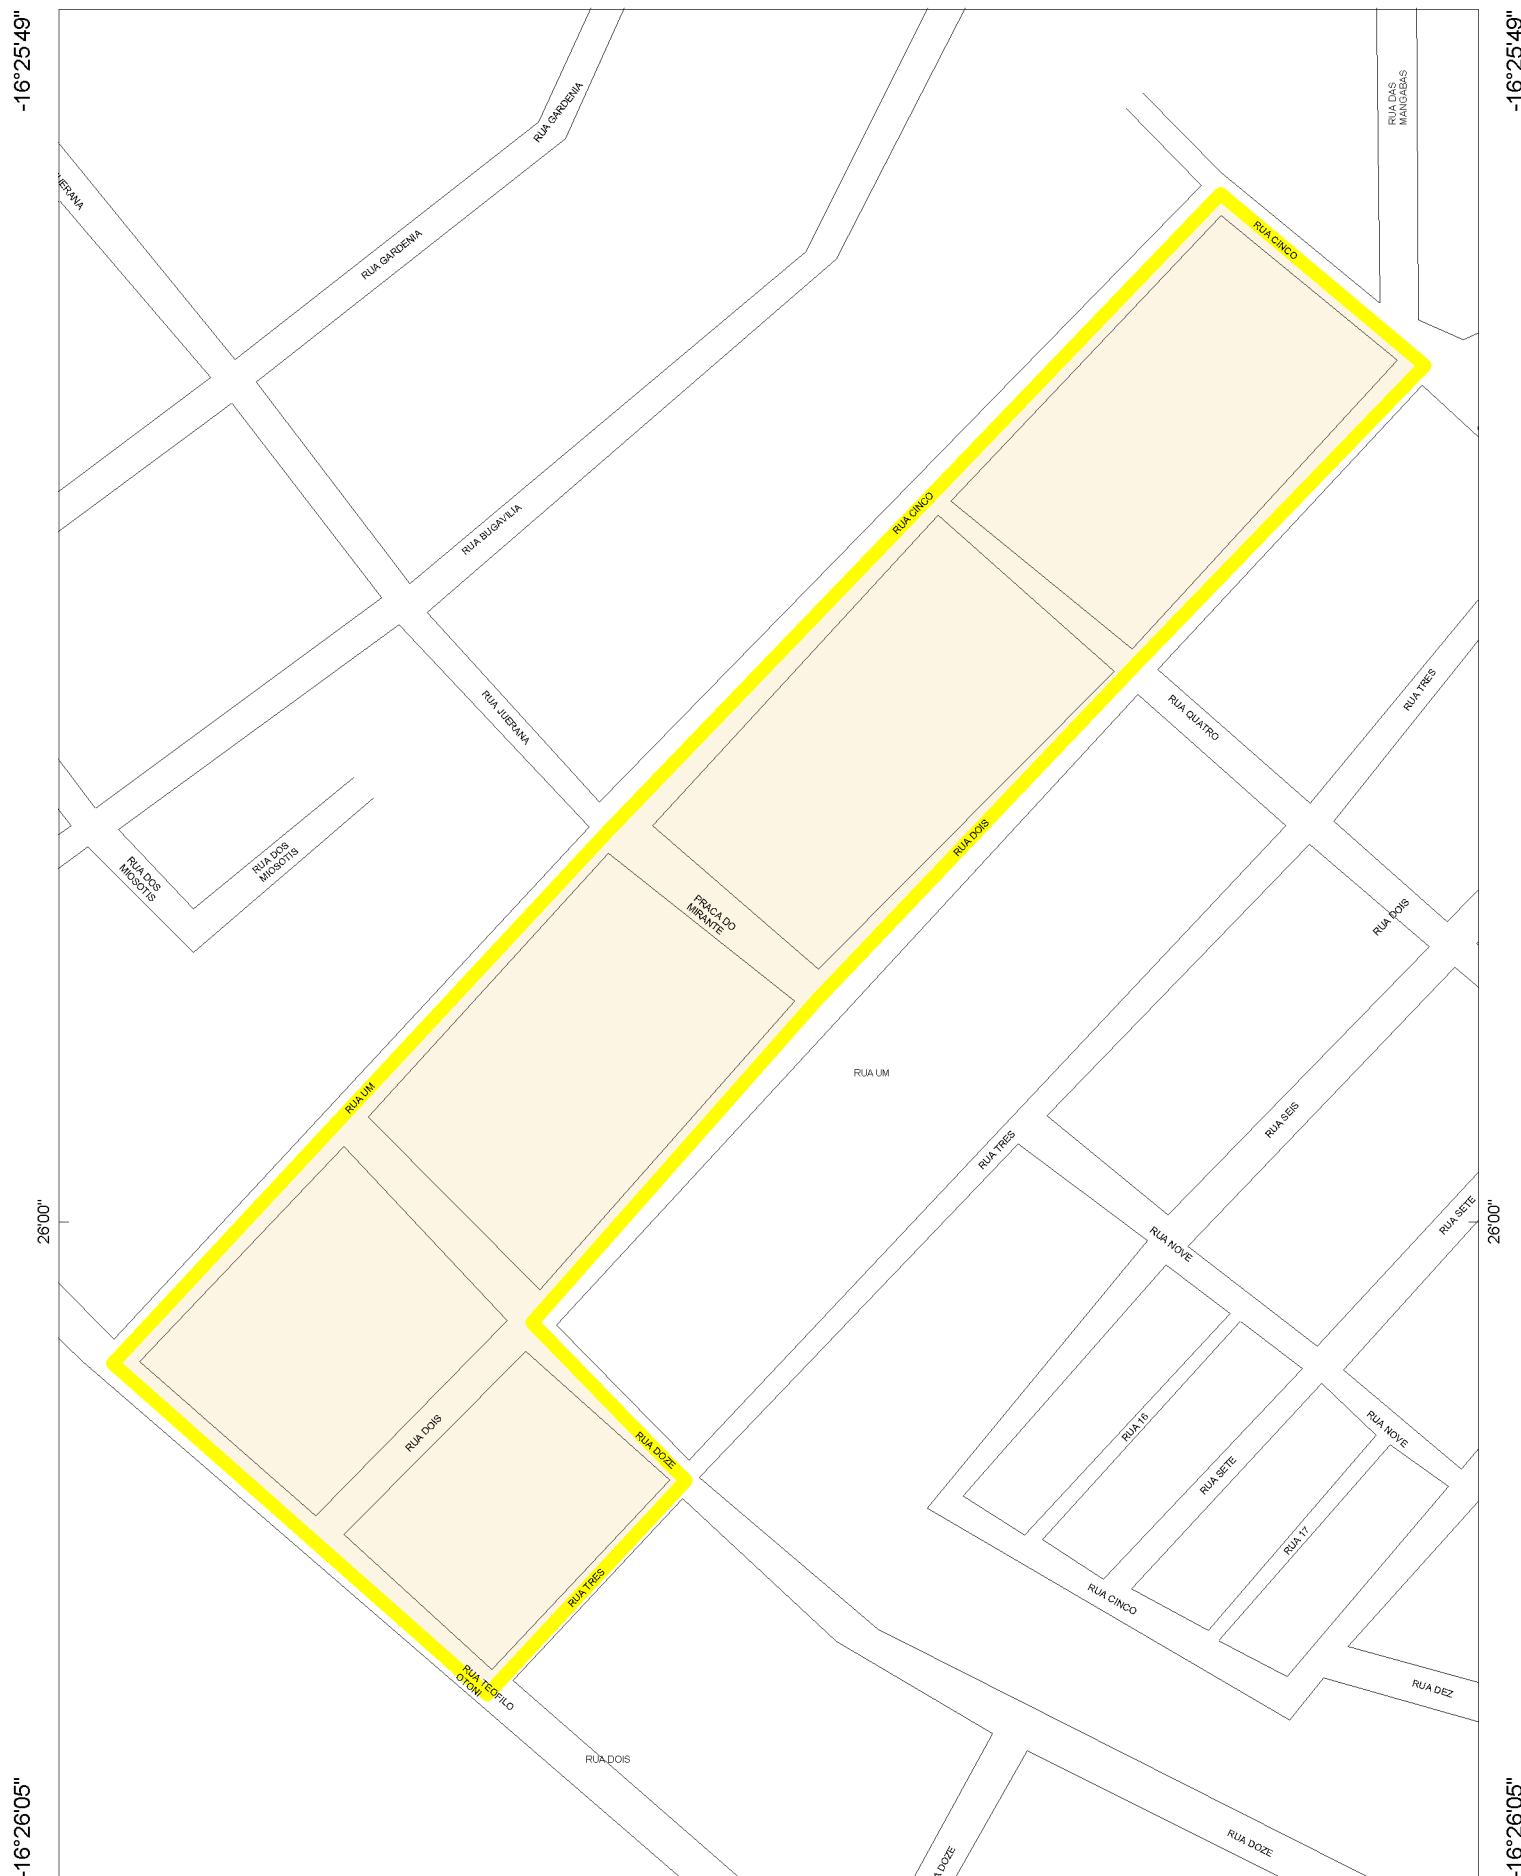 -16°25'49"
-16°25'49"
RUA DAS
MANGABAS
RUA GARDENIA
RUA GARDENIA
RUA CINCO
RUA CINCO
RUA BUGAVILIA
RUA JUERANA
RUA TRES
RUA QUATRO
RUA DOIS
RUA DOS
MIOSOTIS
RUA DOS
MIOSOTIS
PRACA DO
MIRANTE
RUA DOIS
RUA UM
RUA UM
RUA TRES
RUA SEIS
RUA SETE
26'00"
26'00"
RUA NOVE
RUA DOIS
RUA DOZE
RUA 16
RUA NOVE
RUA SETE
RUA 17
RUA TRES
RUA CINCO
RUA TEOFILO
OTONI
RUA DEZ
RUA DOIS
RUA DOZE
A DOZE
-16°26'05"
-16°26'05"